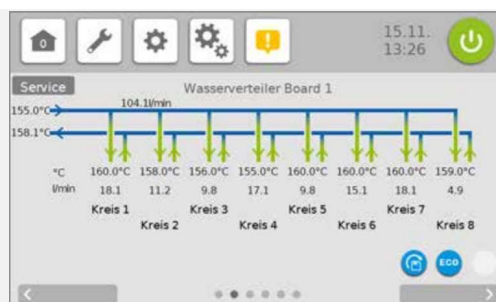 0
15.11.
13:26
Service
Wasserverteiler Board 1
155.0°C
104.1l/min
158.1°C
°C 160.0°C 158.0°C 156.0°C 155.0°C 160.0°C 160.0°C 160.0°C 159.0°C
l/min 18.1 11.2 9.8 17.1 9.8 15.1 18.1 4.9
Kreis 1 Kreis 3 Kreis 5 Kreis 7
Kreis 2 Kreis 4 Kreis 6 Kreis 8
ECO